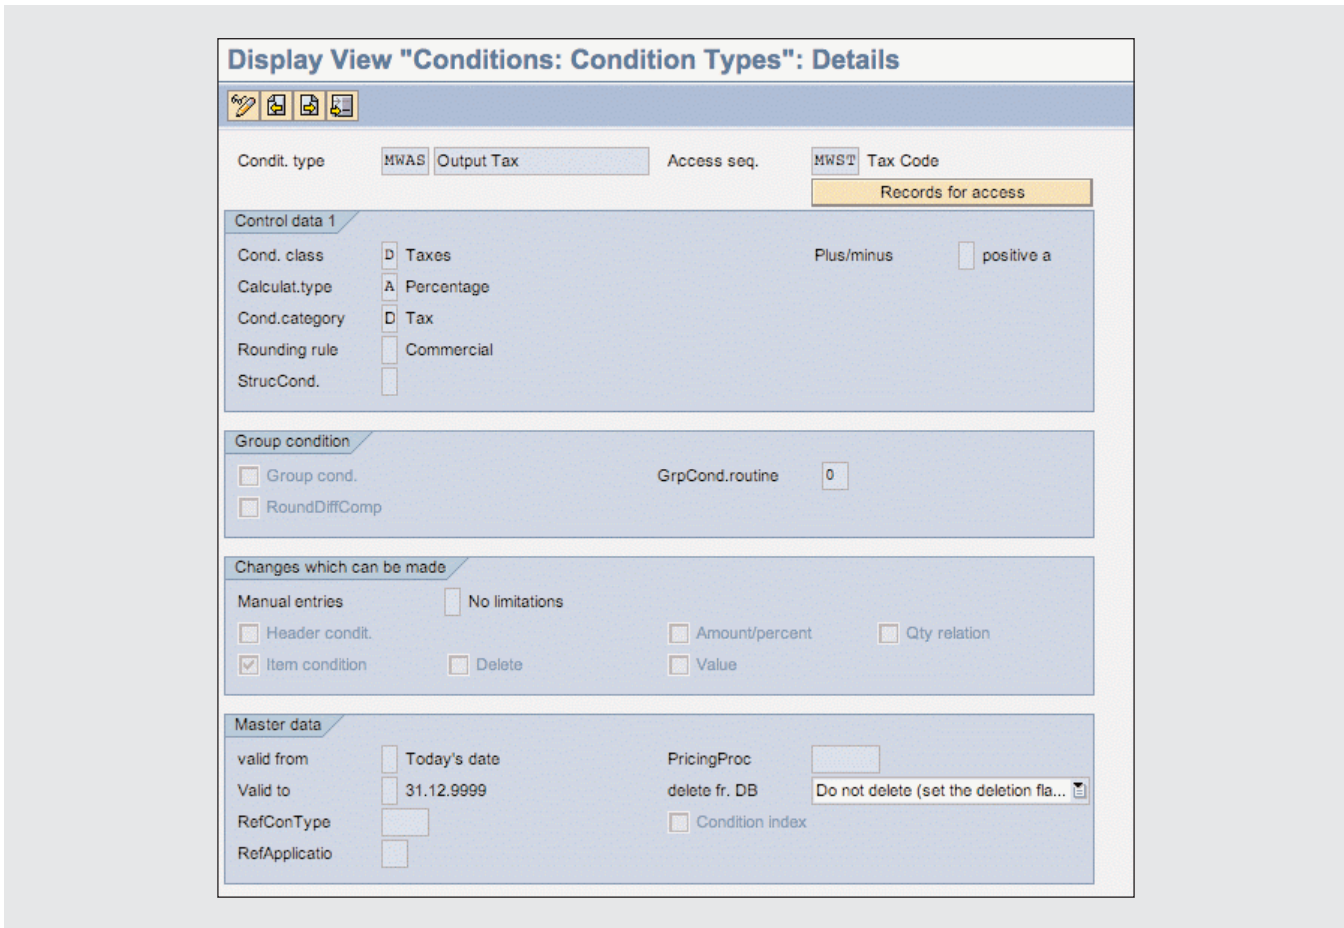 Display View "Conditions: Condition Types": Details
Condit. type MWAS Output Tax Access seq. MWST Tax Code
Records for access
Control data 1
Cond. class D Taxes Plus/minus positive a
Calculat.type A Percentage
Cond.category D Tax
Rounding rule Commercial
StrucCond.
Group condition
Group cond. GrpCond.routine 0
RoundDiffComp
Changes which can be made
Manual entries No limitations
Header condit. Amount/percent Qty relation
Item condition Delete Value
Master data
valid from Today's date PricingProc
Valid to 31.12.9999 delete fr. DB Do not delete (set the deletion fla...
RefConType Condition index
RefApplicatio